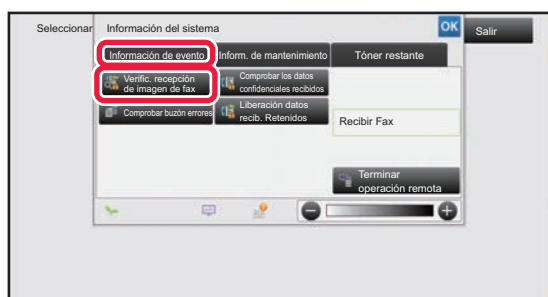 Seleccionar
Información del sistema
OK
Salir
Información de evento
Inform. de mantenimiento
Tóner restante
Verific. recepción
de imagen de fax
Comprobar los datos
confidenciales recibidos
Comprobar buzón errores
Liberación datos
recib. Retenidos
Recibir Fax
Terminar
operación remota